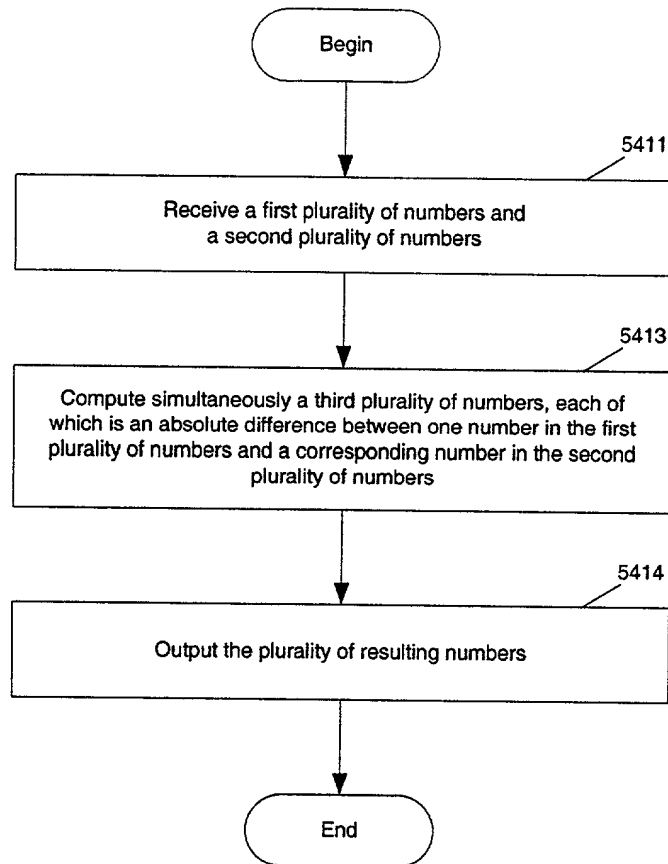 Begin
5411
Receive a first plurality of numbers and
a second plurality of numbers
5413
Compute simultaneously a third plurality of numbers, each of
which is an absolute difference between one number in the first
plurality of numbers and a corresponding number in the second
plurality of numbers
5414
Output the plurality of resulting numbers
End